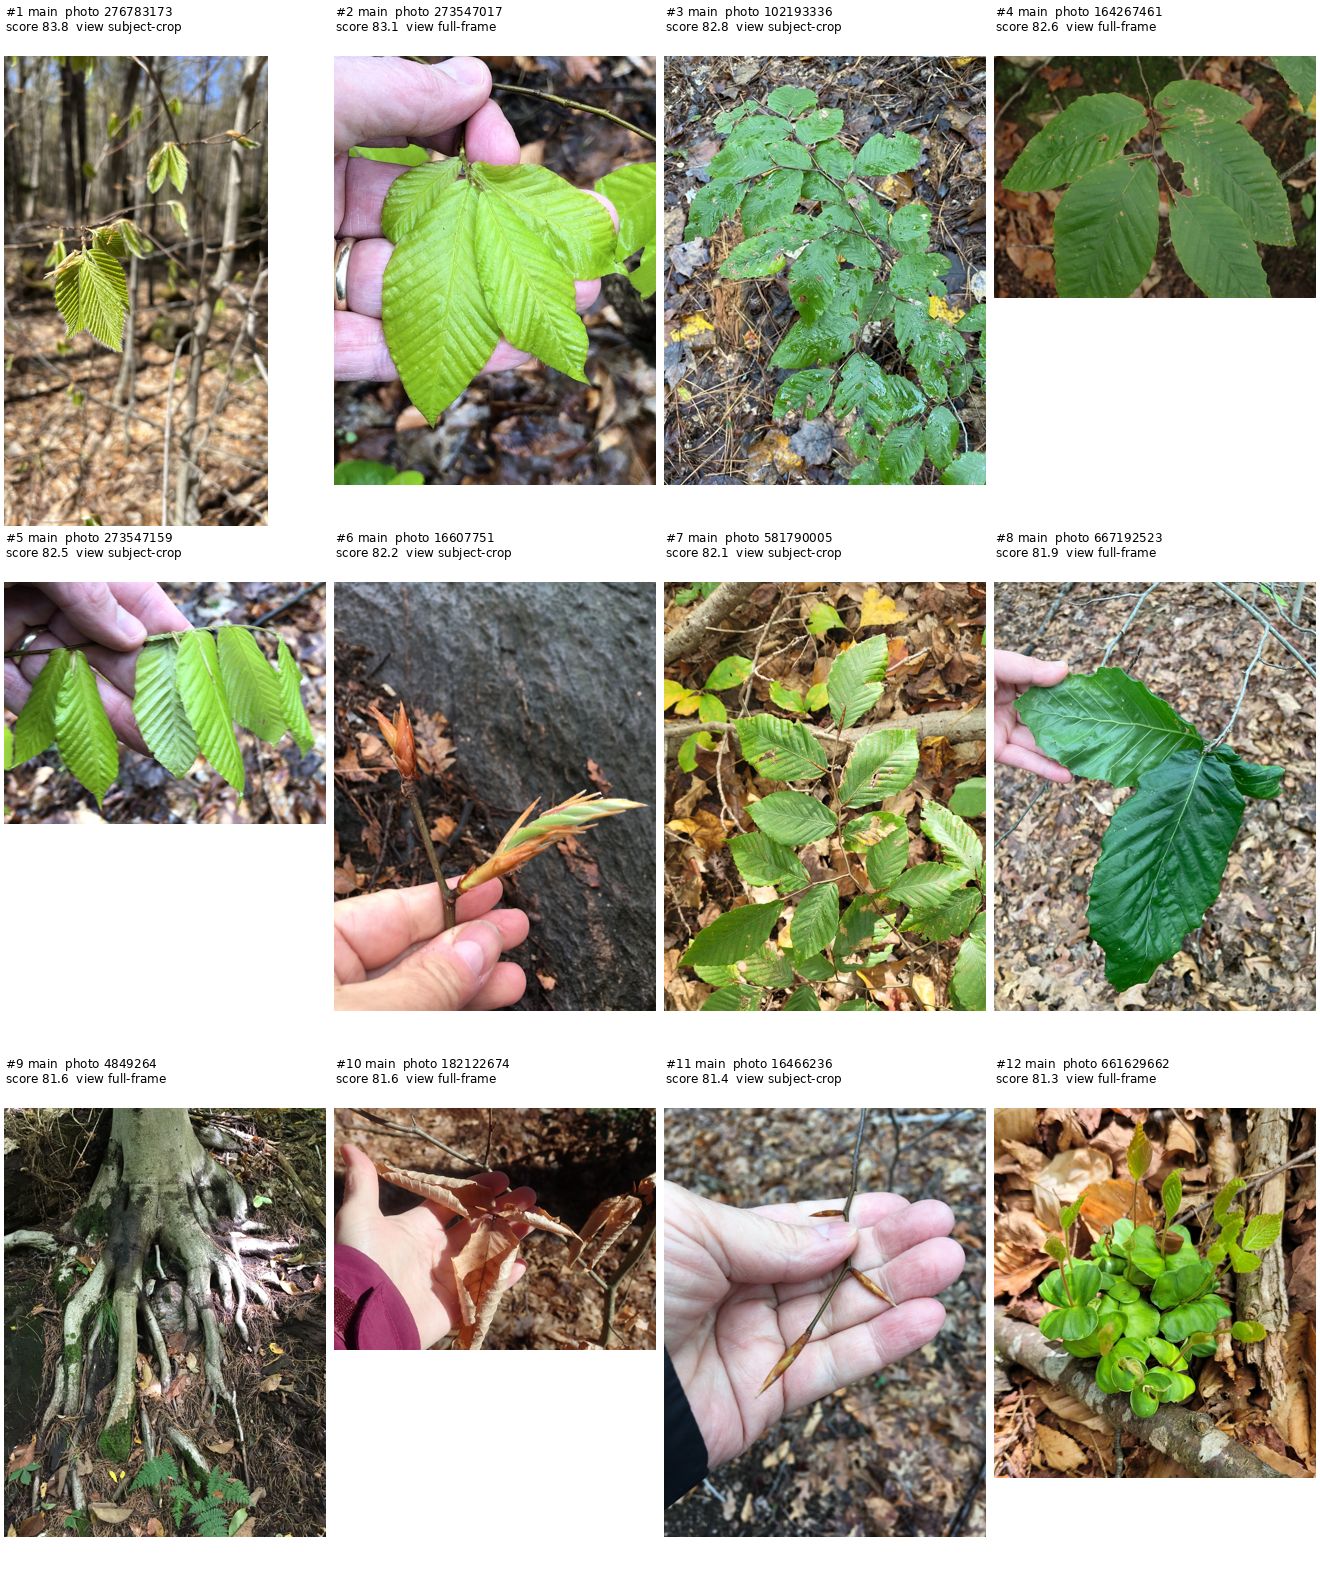 #1 main photo 276783173
score 83.8 view subject-crop
#2 main photo 273547017
score 83.1 view full-frame
#3 main photo 102193336
score 82.8 view subject-crop
#4 main photo 164267461
score 82.6 view full-frame
#5 main photo 273547159
score 82.5 view subject-crop
#6 main photo 16607751
score 82.2 view subject-crop
#7 main photo 581790005
score 82.1 view subject-crop
#8 main photo 667192523
score 81.9 view full-frame
#9 main photo 4849264
score 81.6 view full-frame
#10 main photo 182122674
score 81.6 view full-frame
#11 main photo 16466236
score 81.4 view subject-crop
#12 main photo 661629662
score 81.3 view full-frame